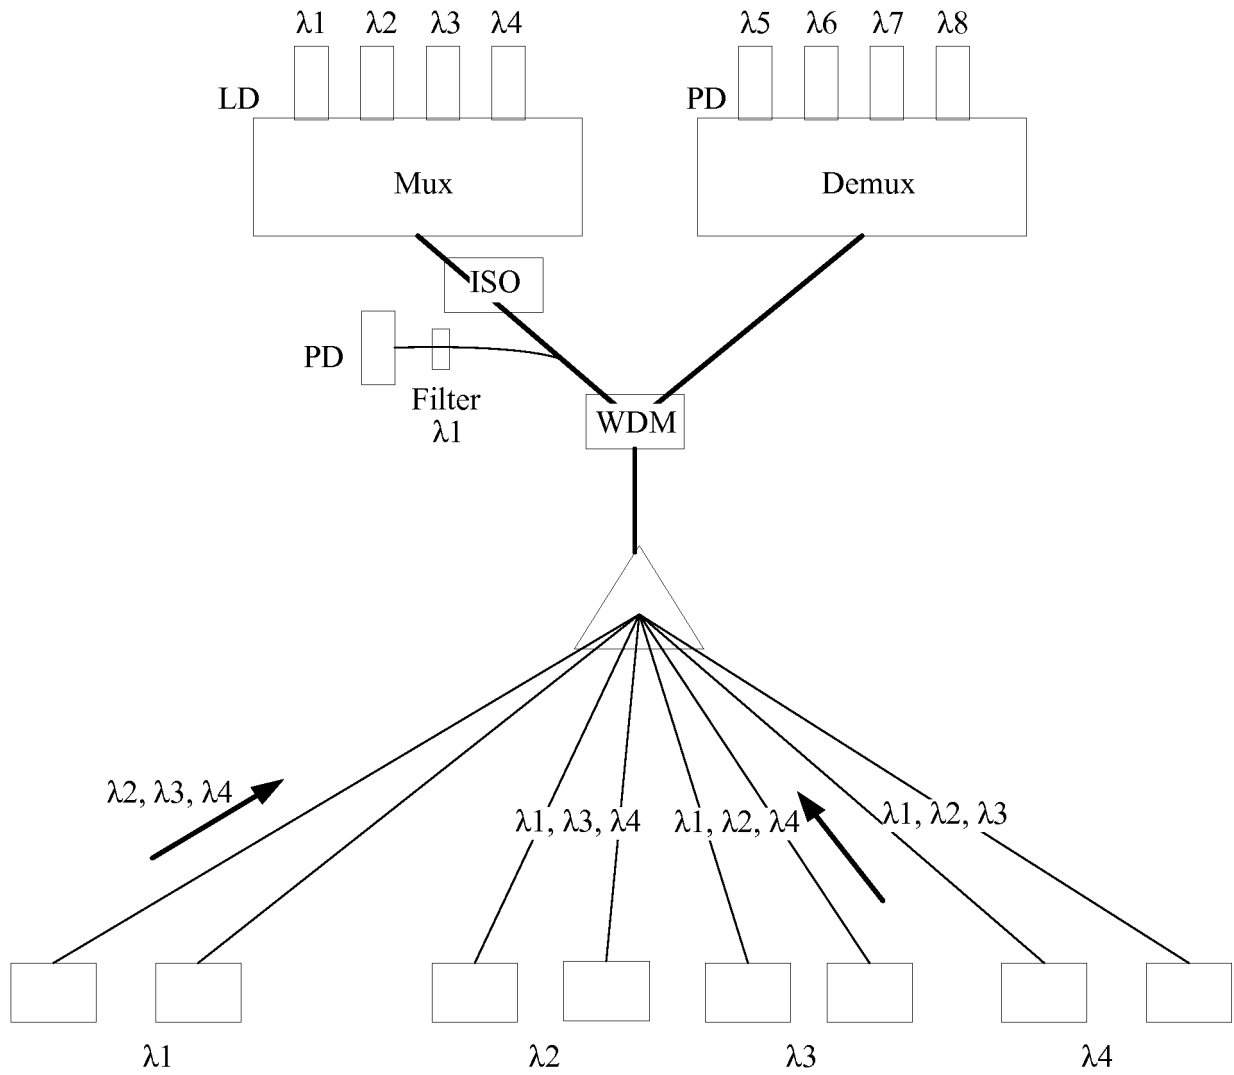 λ1 λ2 λ3 λ4 λ5 λ6 λ7 λ8
LD PD
Mux Demux
ISO
PD
Filter
λ1
WDM
λ2, λ3, λ4
λ1, λ3, λ4 λ1, λ2, λ4 λ1, λ2, λ3
λ1 λ2 λ3 λ4